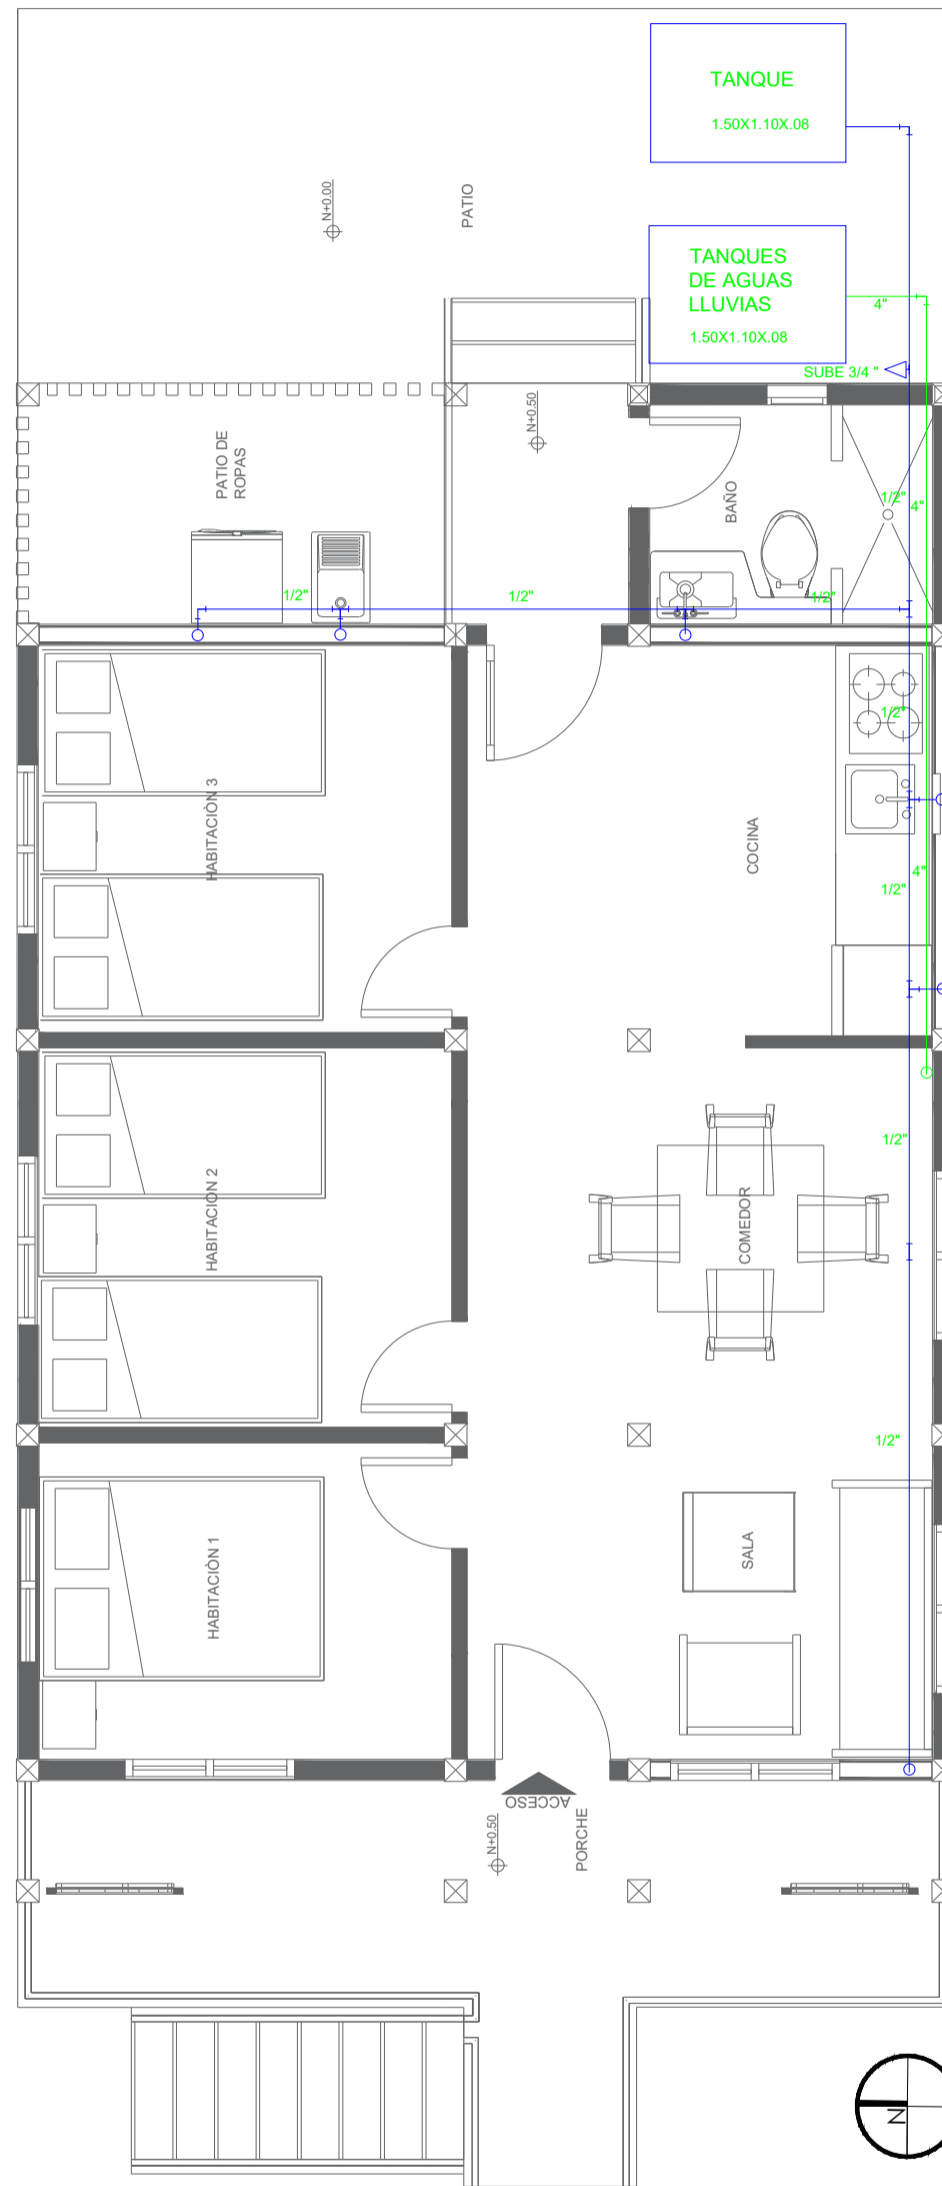 TANQUE
1.50X1.10X.08
N+0.00
PATIO
TANQUES
DE AGUAS
LLUVIAS
1.50X1.10X.08
4"
SUBE 3/4 "
N+0.50
PATIO DE
ROPAS
BAÑO
1/2"
4"
1/2"
1/2"
1/2"
1/2"
HABITACIÓN 3
COCINA
4"
1/2"
1/2"
HABITACIÓN 2
COMEDOR
1/2"
HABITACIÓN 1
SALA
ACCESO
N+0.50
PORCHE
N